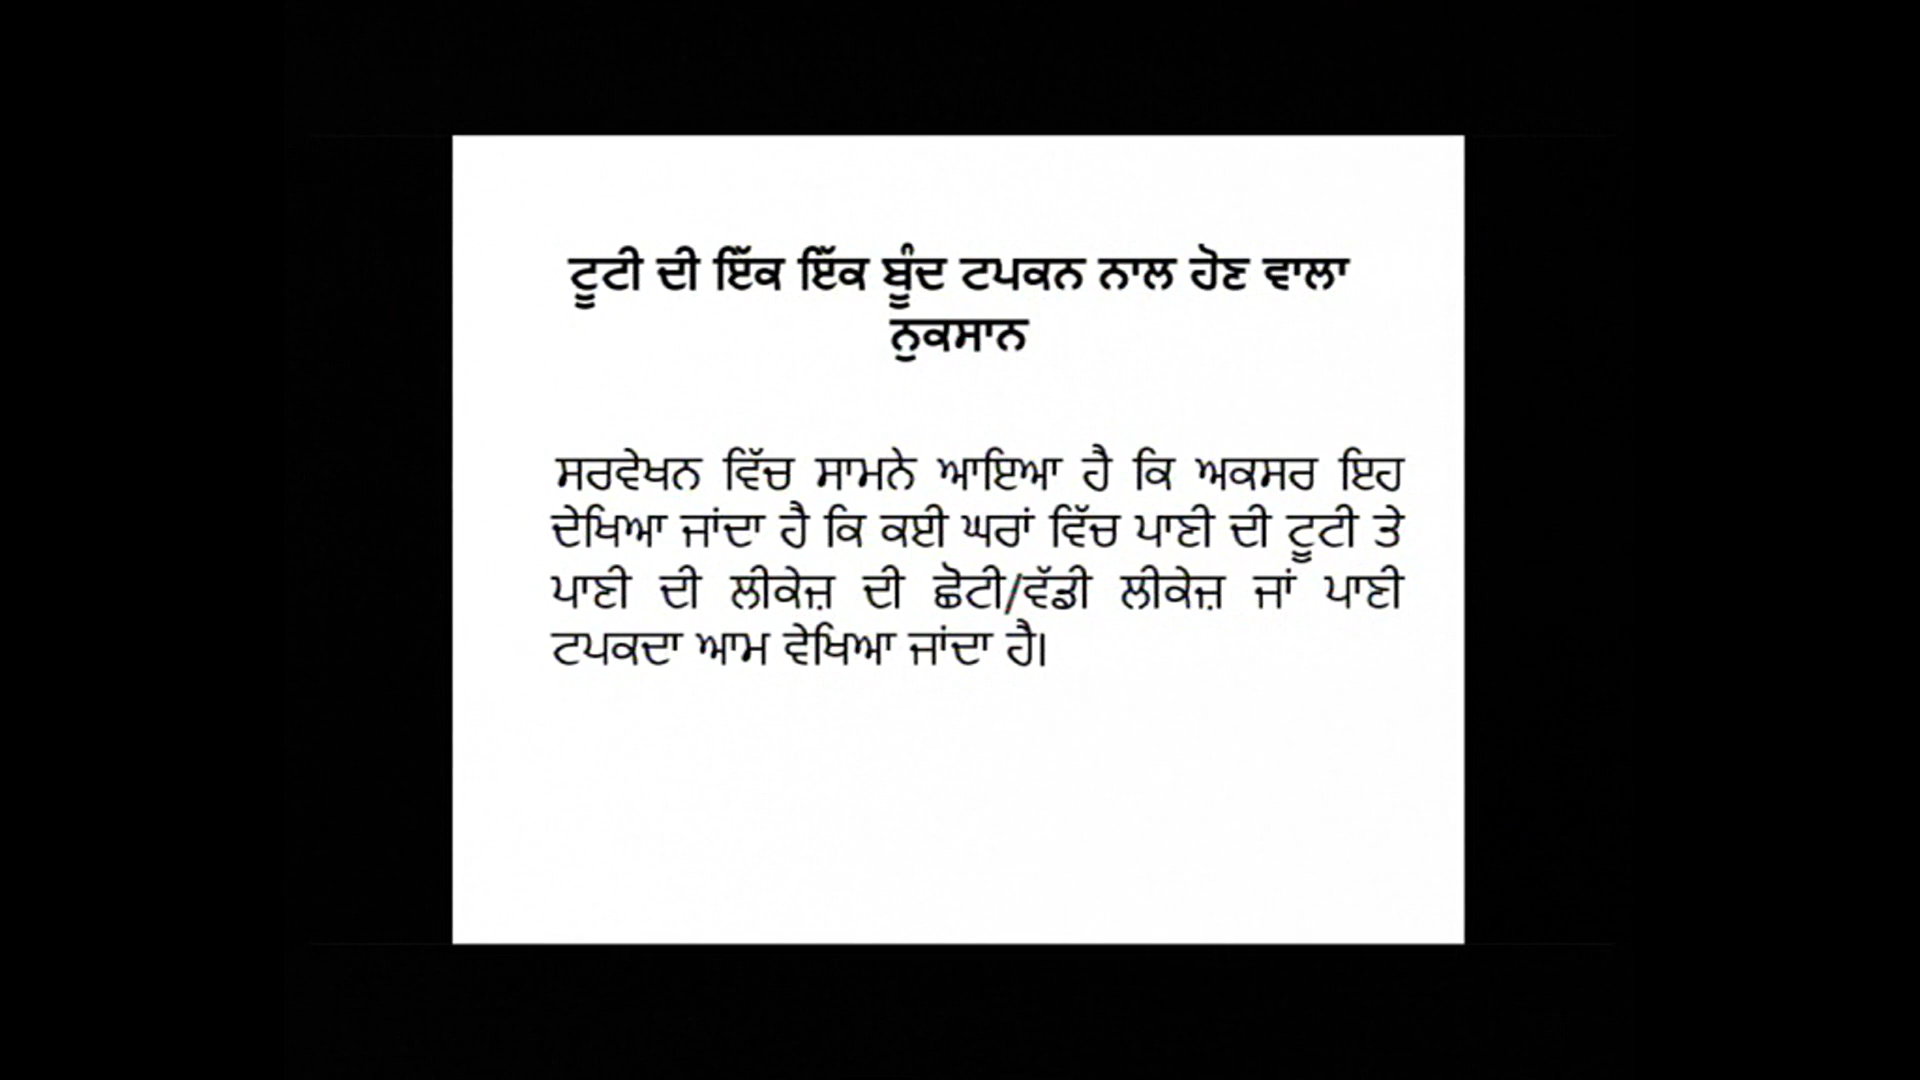 ਟੂਟੀ ਦੀ ਇੱਕ ਇੱਕ ਬੂੰਦ ਟਪਕਨ ਨਾਲ ਹੋਣ ਵਾਲਾ
ਨੁਕਸਾਨ
ਸਰਵੇਖਨ ਵਿੱਚ ਸਾਮਨੇ ਆਇਆ ਹੈ ਕਿ ਅਕਸਰ ਇਹ
ਦੇਖਿਆ ਜਾਂਦਾ ਹੈ ਕਿ ਕਈ ਘਰਾਂ ਵਿੱਚ ਪਾਣੀ ਦੀ ਟੂਟੀ ਤੇ
ਪਾਣੀ ਦੀ ਲੀਕੇਜ਼ ਦੀ ਛੋਟੀ/ਵੱਡੀ ਲੀਕੇਜ਼ ਜਾਂ ਪਾਣੀ
ਟਪਕਦਾ ਆਮ ਵੇਖਿਆ ਜਾਂਦਾ ਹੈ।